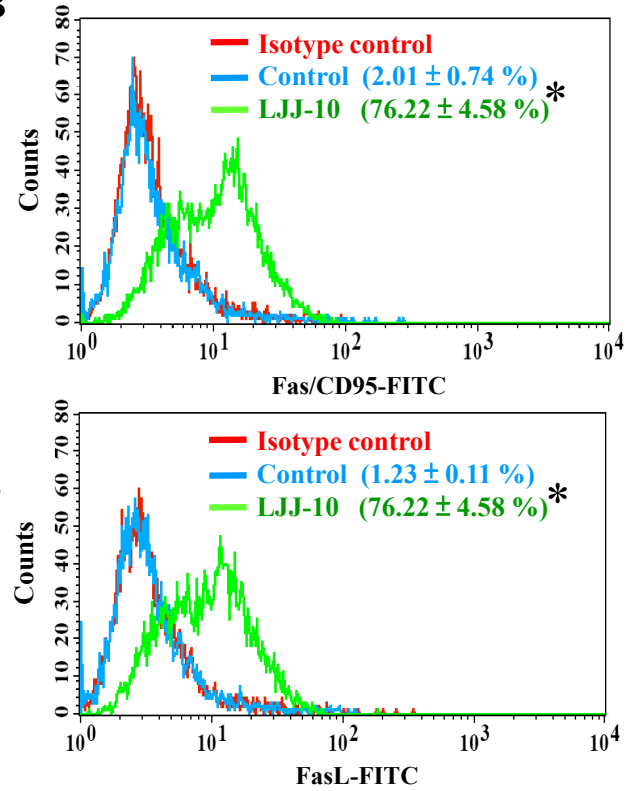 Isotype control
Control (2.01 ± 0.74 %)
LJJ-10 (76.22 ± 4.58 %)
*
Counts
80
70
60
50
40
30
20
10
0
10⁰ 10¹ 10² 10³ 10⁴
Fas/CD95-FITC
Isotype control
Control (1.23 ± 0.11 %)
LJJ-10 (76.22 ± 4.58 %)
*
Counts
80
70
60
50
40
30
20
10
0
10⁰ 10¹ 10² 10³ 10⁴
FasL-FITC